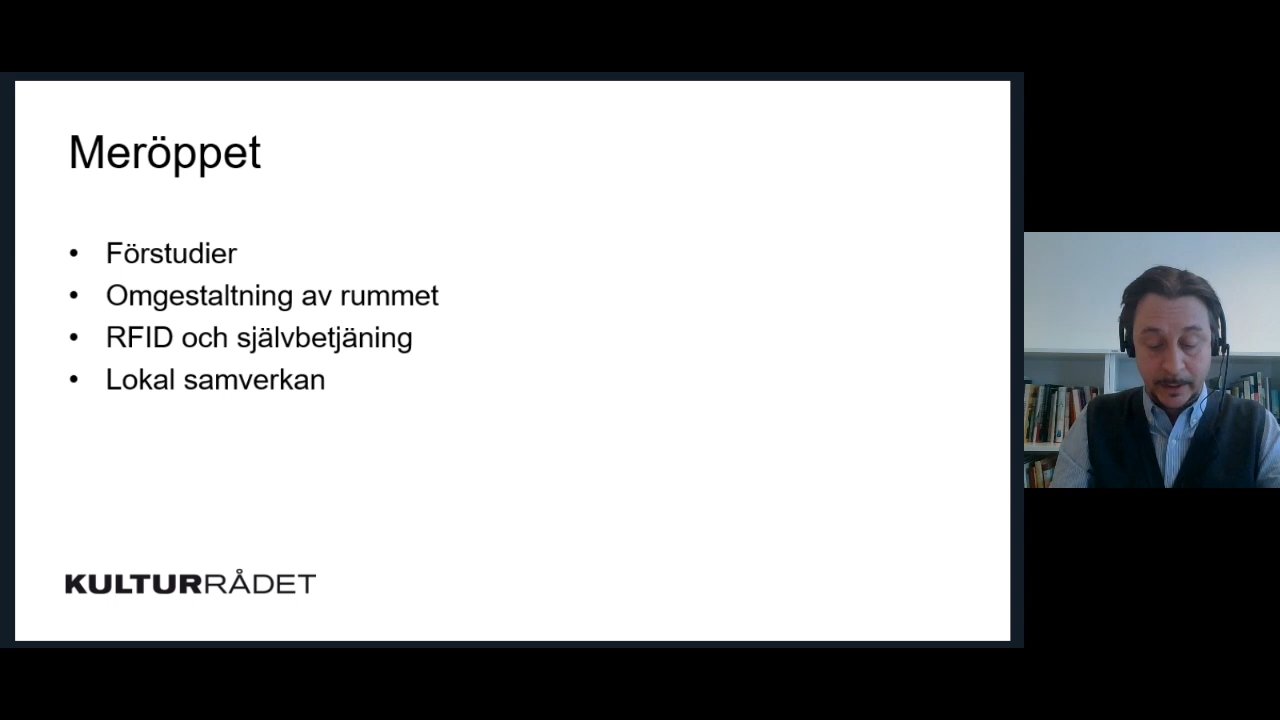 Meröppet
• Förstudier
• Omgestaltning av rummet
• RFID och självbetjäning
• Lokal samverkan
KULTURRÅDET